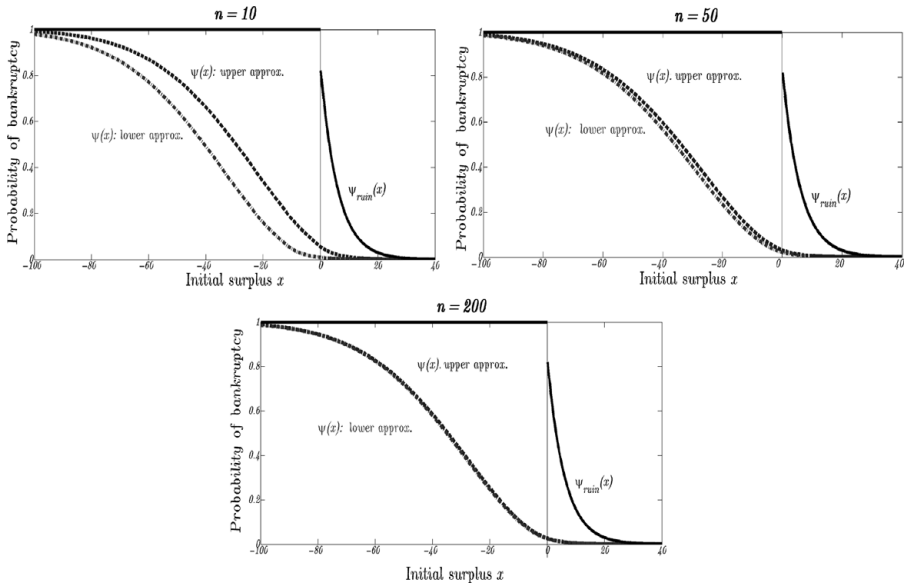 n = 10
Probability of bankruptcy
1
0.8
0.6
0.4
0.2
0
-100
-80
-60
-40
-20
0
20
40
ψ(x): upper approx.
ψ(x): lower approx.
ψruin(x)
Initial surplus x
n = 50
Probability of bankruptcy
1
0.8
0.6
0.4
0.2
0
-100
-80
-60
-40
-20
0
20
40
ψ(x). upper approx.
ψ(x): lower approx.
ψruin(x)
Initial surplus x
n = 200
Probability of bankruptcy
1
0.8
0.6
0.4
0.2
0
-100
-80
-60
-40
-20
0
20
40
ψ(x). upper approx.
ψ(x): lower approx.
ψruin(x)
Initial surplus x